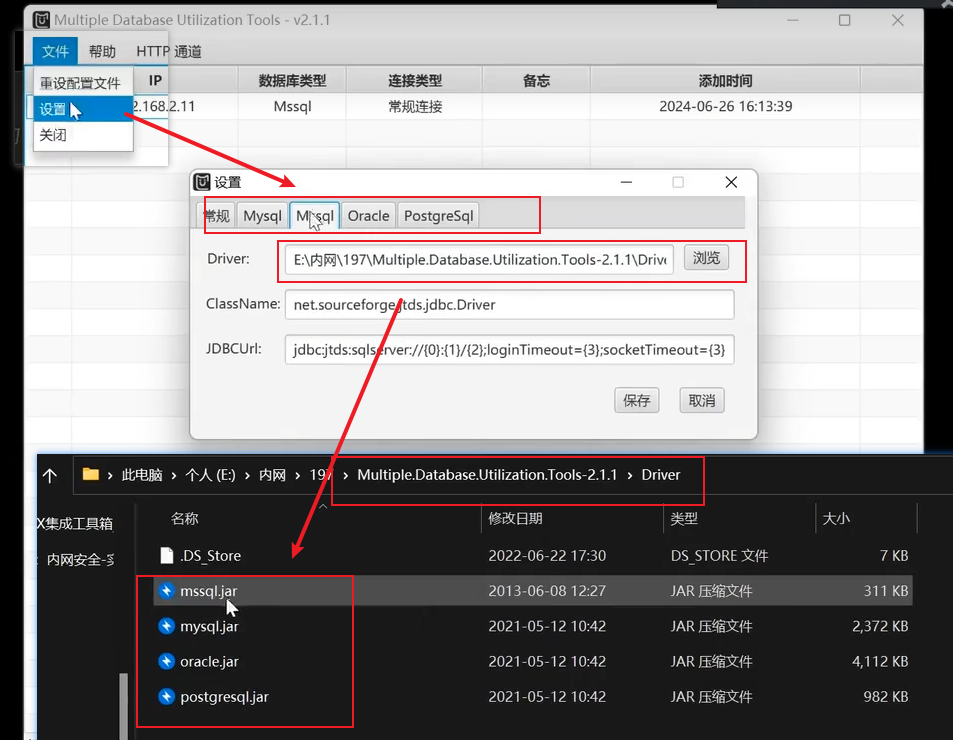 Multiple Database Utilization Tools - v2.1.1
文件 帮助 HTTP 通道
IP 数据库类型 连接类型 备忘 添加时间
2.168.2.11 Mssql 常规连接 2024-06-26 16:13:39
重设配置文件
设置
关闭
设置
常规 Mysql Mssql Oracle PostgreSql
Driver: E:\内网\197\Multiple.Database.Utilization.Tools-2.1.1\Drive 浏览
ClassName: net.sourceforge.jtds.jdbc.Driver
JDBCUrl: jdbc:jtds:sqlserver://{0}:{1}/{2};loginTimeout={3};socketTimeout={3}
保存 取消
此电脑 › 个人 (E:) › 内网 › 197 › Multiple.Database.Utilization.Tools-2.1.1 › Driver
名称 修改日期 类型 大小
X集成工具箱
内网安全-
.DS_Store 2022-06-22 17:30 DS_STORE 文件 7 KB
mssql.jar 2013-06-08 12:27 JAR 压缩文件 311 KB
mysql.jar 2021-05-12 10:42 JAR 压缩文件 2,372 KB
oracle.jar 2021-05-12 10:42 JAR 压缩文件 4,112 KB
postgresql.jar 2021-05-12 10:42 JAR 压缩文件 982 KB